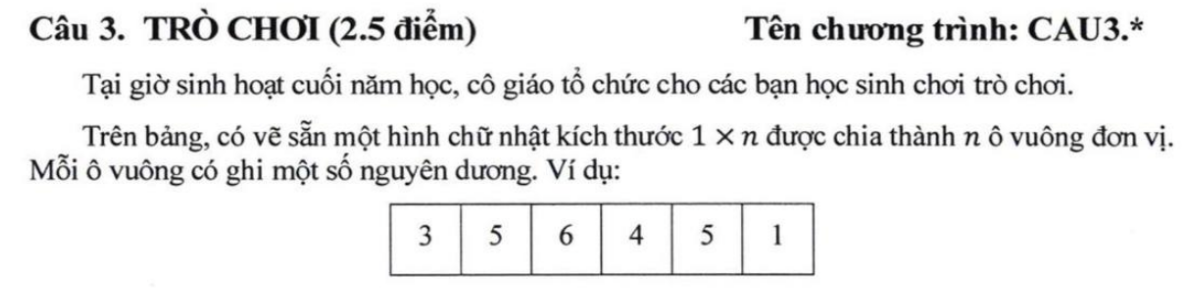 Câu 3. TRÒ CHƠI (2.5 điểm) Tên chương trình: CAU3.*
Tại giờ sinh hoạt cuối năm học, cô giáo tổ chức cho các bạn học sinh chơi trò chơi.
Trên bảng, có vẽ sẵn một hình chữ nhật kích thước 1 × n được chia thành n ô vuông đơn vị.
Mỗi ô vuông có ghi một số nguyên dương. Ví dụ:
3 5 6 4 5 1